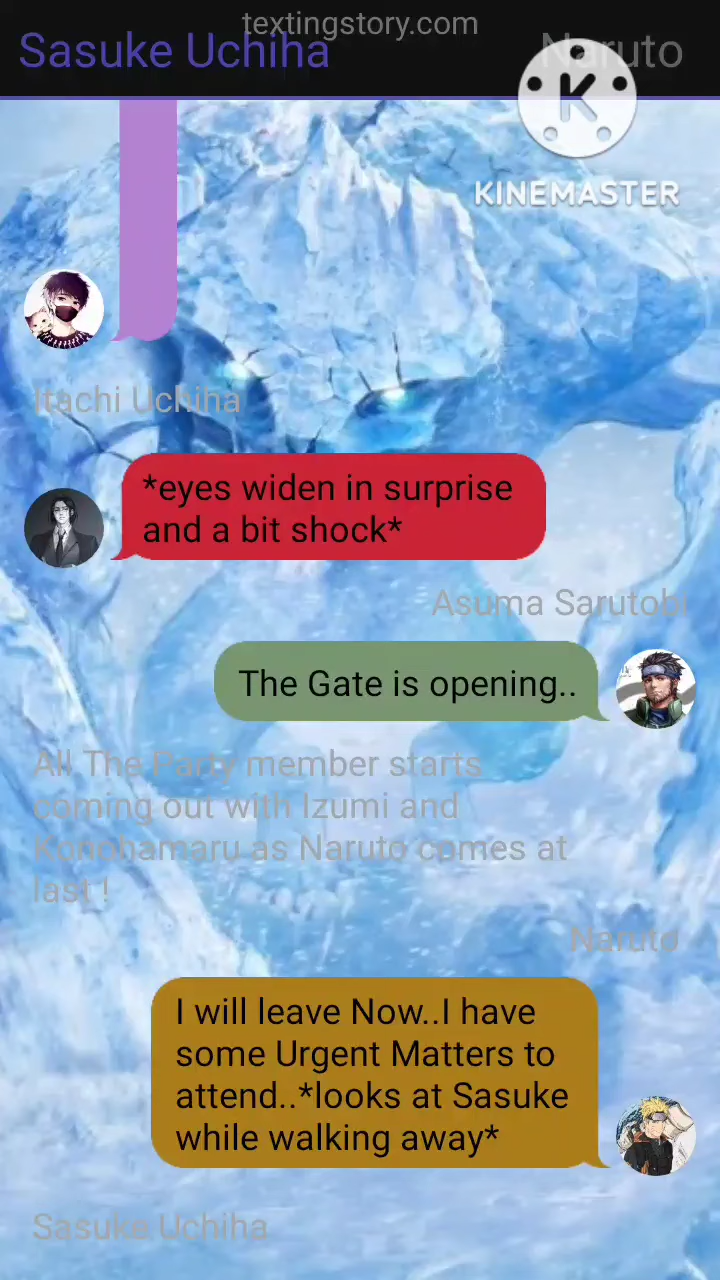 textingstory.com
Sasuke Uchiha
Naruto
K
KINEMASTER
Itachi Uchiha
*eyes widen in surprise
and a bit shock*
Asuma Sarutobi
The Gate is opening..
All The Party member starts
coming out with Izumi and
Konohamaru as Naruto comes at
last !
Naruto
I will leave Now..I have
some Urgent Matters to
attend..*looks at Sasuke
while walking away*
Sasuke Uchiha